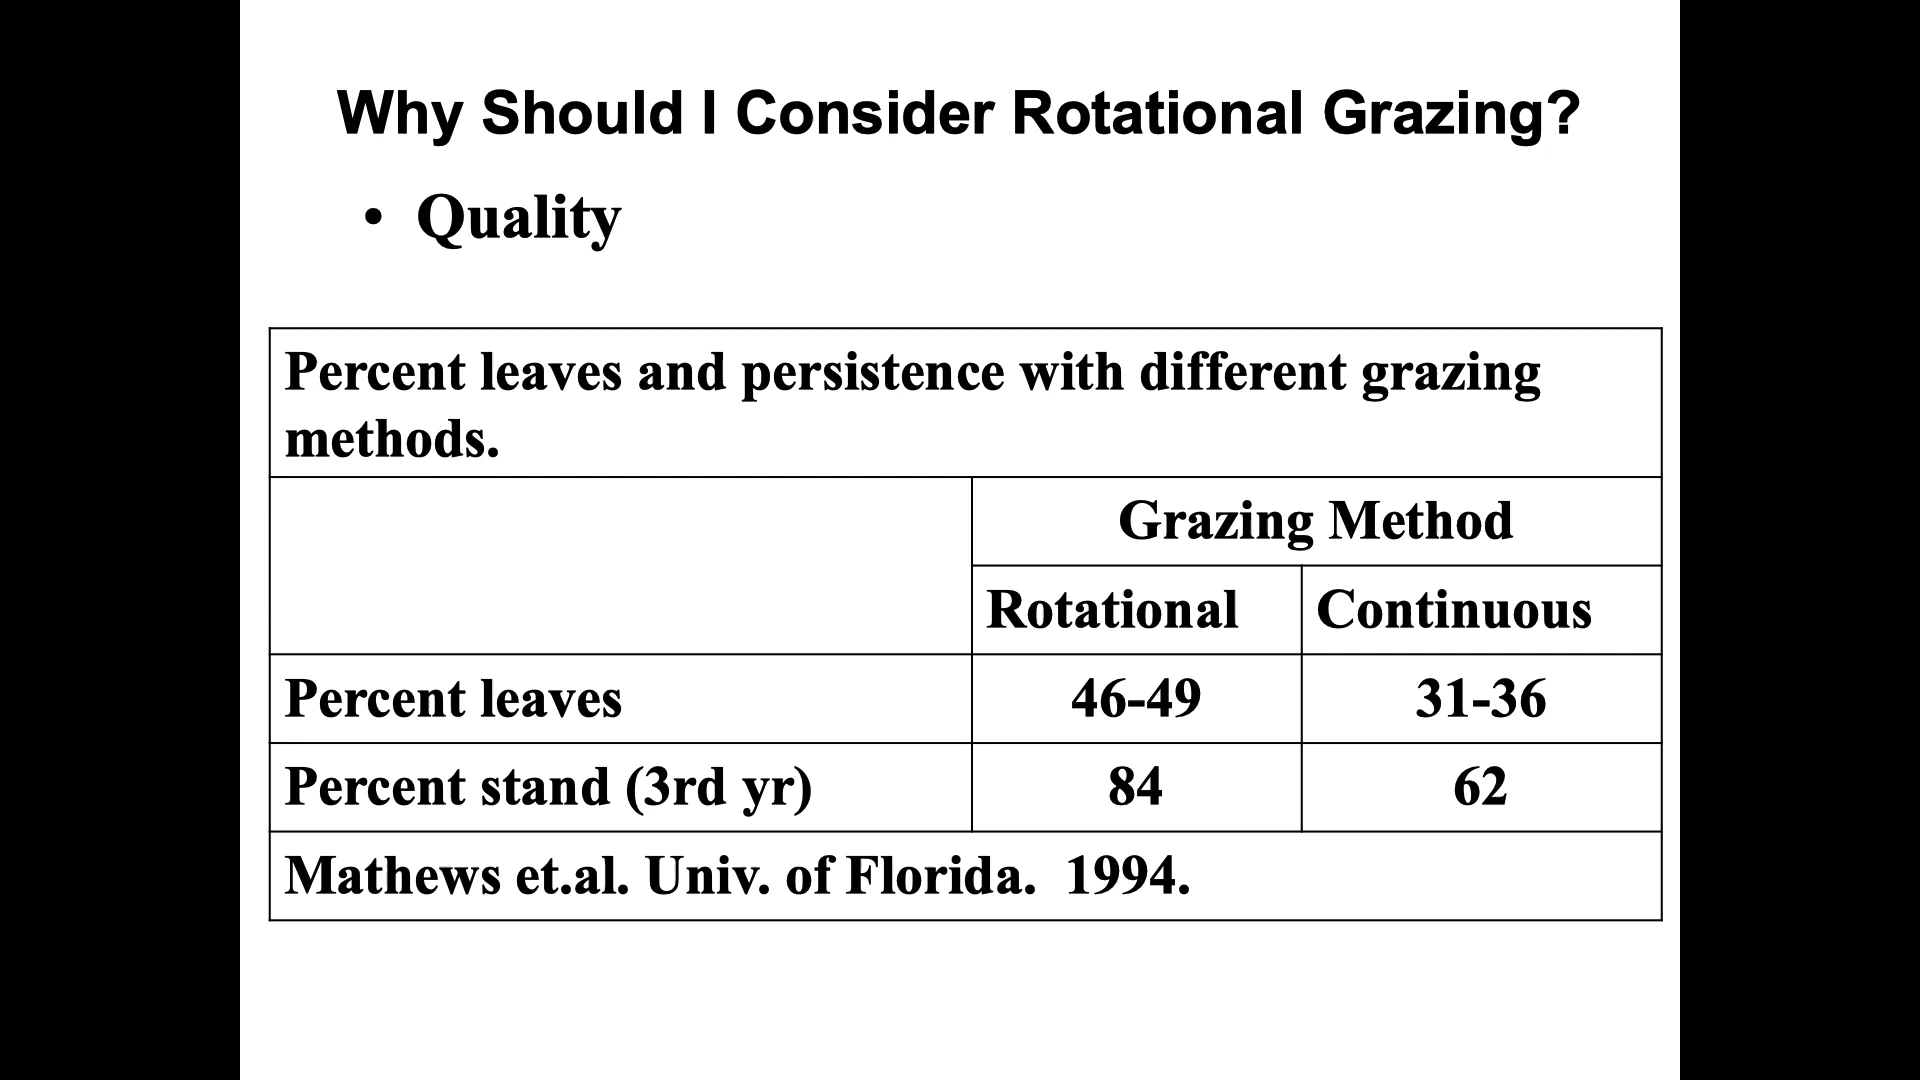 Why Should I Consider Rotational Grazing?
• Quality
Percent leaves and persistence with different grazing
methods.
Grazing Method
Rotational Continuous
Percent leaves 46-49 31-36
Percent stand (3rd yr) 84 62
Mathews et.al. Univ. of Florida.  1994.